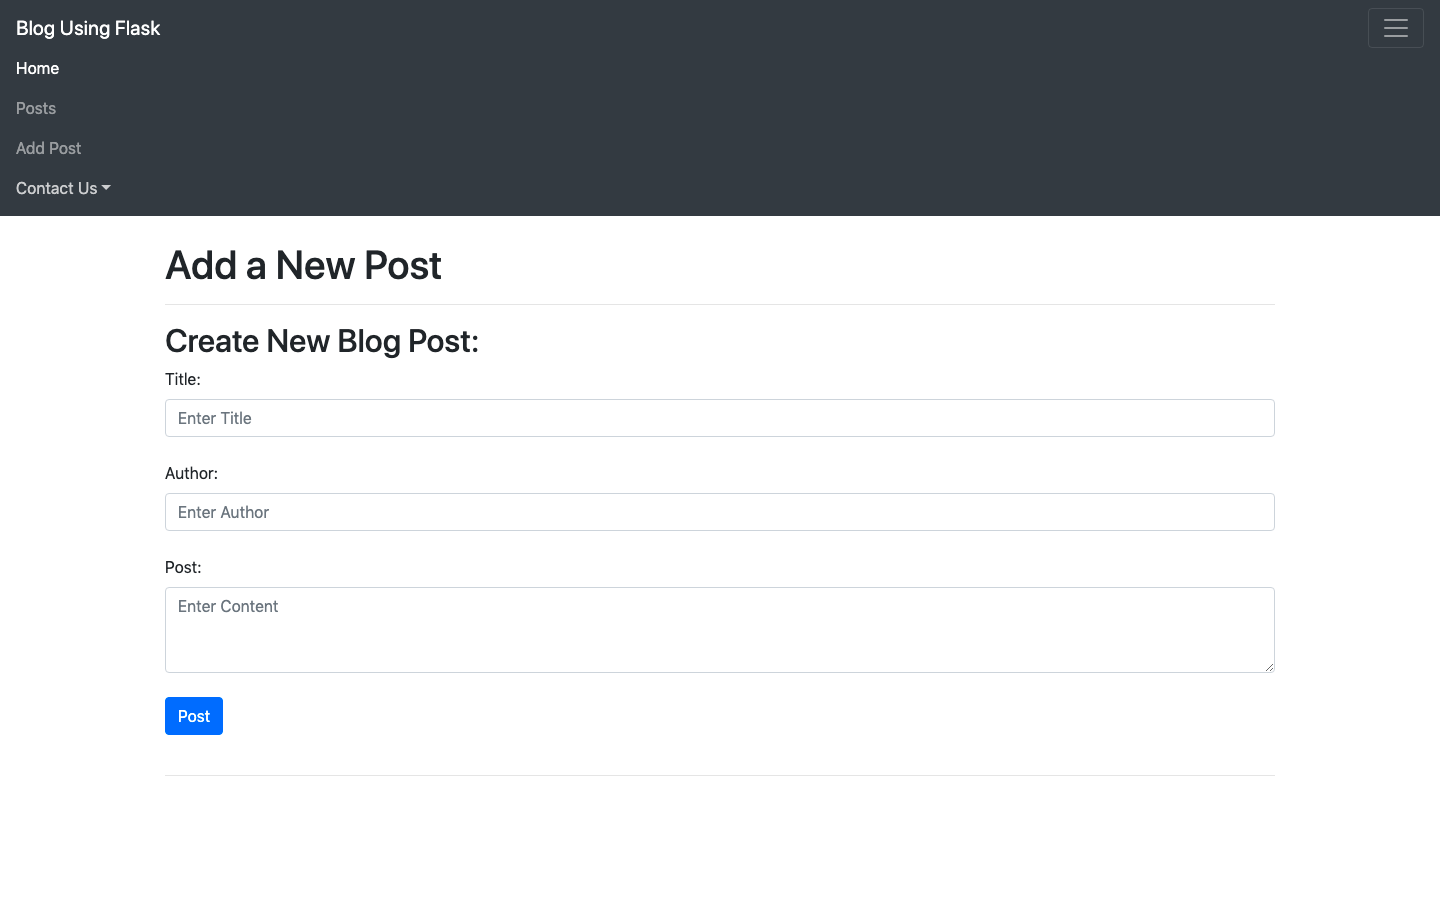 Blog Using Flask
Home
Posts
Add Post
Contact Us
Add a New Post
Create New Blog Post:
Title:
Enter Title
Author:
Enter Author
Post:
Enter Content
Post